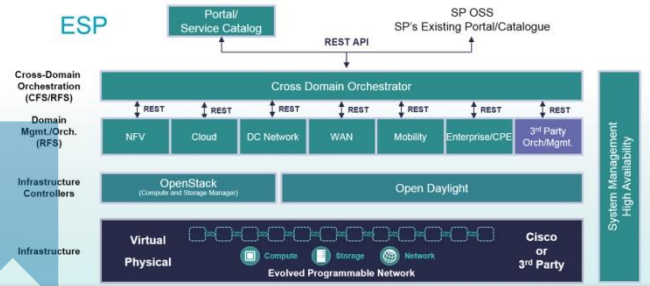 ESP
Portal/
Service Catalog
SP OSS
SP's Existing Portal/Catalogue
REST API
Cross-Domain
Orchestration
(CFS/RFS)
Cross Domain Orchestrator
REST
REST
REST
REST
REST
REST
REST
Domain
Mgmt./Orch.
(RFS)
NFV
Cloud
DC Network
WAN
Mobility
Enterprise/CPE
3rd Party
Orch/Mgmt.
Infrastructure
Controllers
OpenStack
(Compute and Storage Manager)
Open Daylight
Infrastructure
Virtual
Physical
Compute
Storage
Network
Evolved Programmable Network
Cisco
or
3rd Party
System Management
High Availability